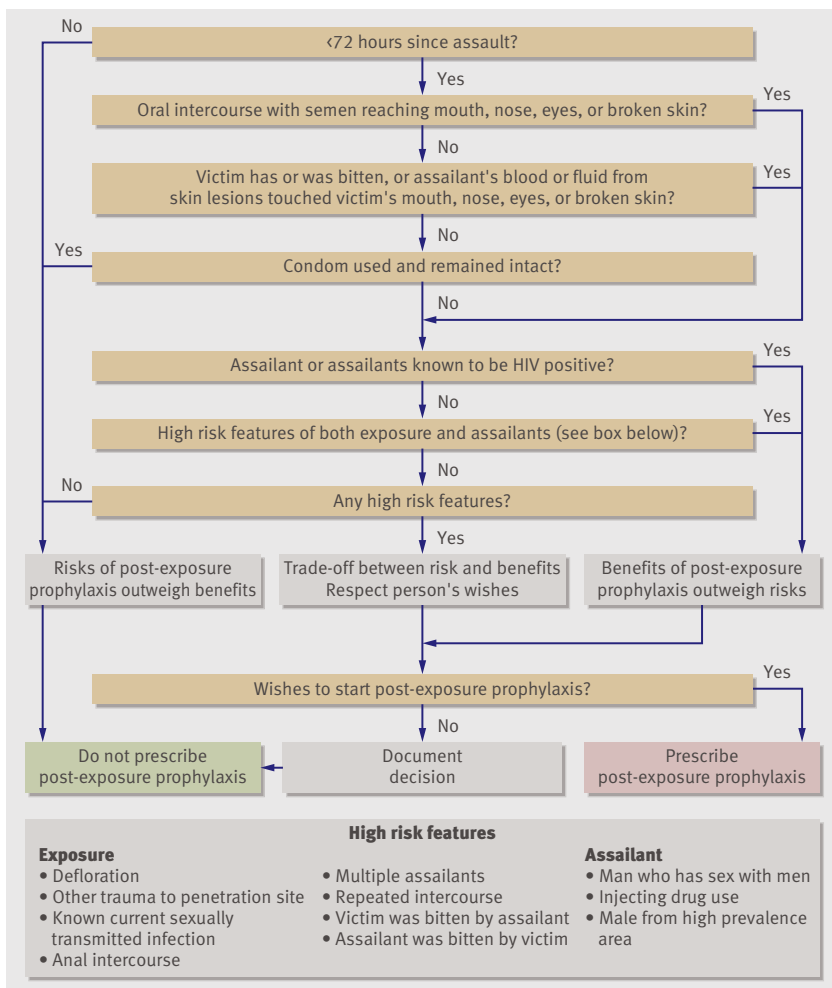 No
<72 hours since assault?
Yes
Oral intercourse with semen reaching mouth, nose, eyes, or broken skin?
Yes
No
Victim has or was bitten, or assailant's blood or fluid from
skin lesions touched victim's mouth, nose, eyes, or broken skin?
Yes
No
Yes
Condom used and remained intact?
No
Assailant or assailants known to be HIV positive?
Yes
No
High risk features of both exposure and assailants (see box below)?
Yes
No
No
Any high risk features?
Yes
Risks of post-exposure
prophylaxis outweigh benefits
Trade-off between risk and benefits
Respect person's wishes
Benefits of post-exposure
prophylaxis outweigh risks
Wishes to start post-exposure prophylaxis?
Yes
No
Do not prescribe
post-exposure prophylaxis
Document
decision
Prescribe
post-exposure prophylaxis
High risk features
Exposure
• Defloration
• Other trauma to penetration site
• Known current sexually
transmitted infection
• Anal intercourse
• Multiple assailants
• Repeated intercourse
• Victim was bitten by assailant
• Assailant was bitten by victim
Assailant
• Man who has sex with men
• Injecting drug use
• Male from high prevalence
area